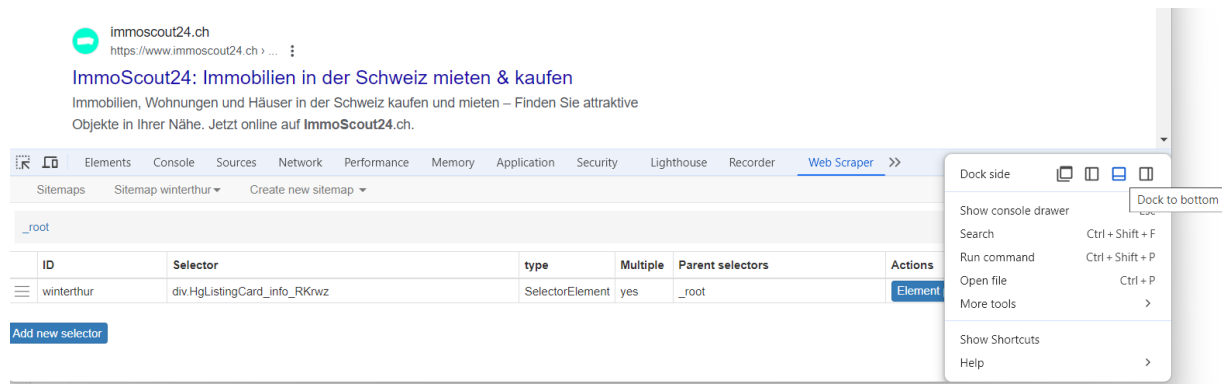 immoscout24.ch
https://www.immoscout24.ch › ...
ImmoScout24: Immobilien in der Schweiz mieten & kaufen
Immobilien, Wohnungen und Häuser in der Schweiz kaufen und mieten – Finden Sie attraktive
Objekte in Ihrer Nähe. Jetzt online auf ImmoScout24.ch.
Elements Console Sources Network Performance Memory Application Security Lighthouse Recorder Web Scraper
Sitemaps Sitemap winterthur Create new sitemap
_root
ID Selector type Multiple Parent selectors Actions
winterthur div.HgListingCard_info_RKrwz SelectorElement yes _root Element
Add new selector
Dock side
Dock to bottom
Show console drawer
Search Ctrl + Shift + F
Run command Ctrl + Shift + P
Open file Ctrl + P
More tools
Show Shortcuts
Help